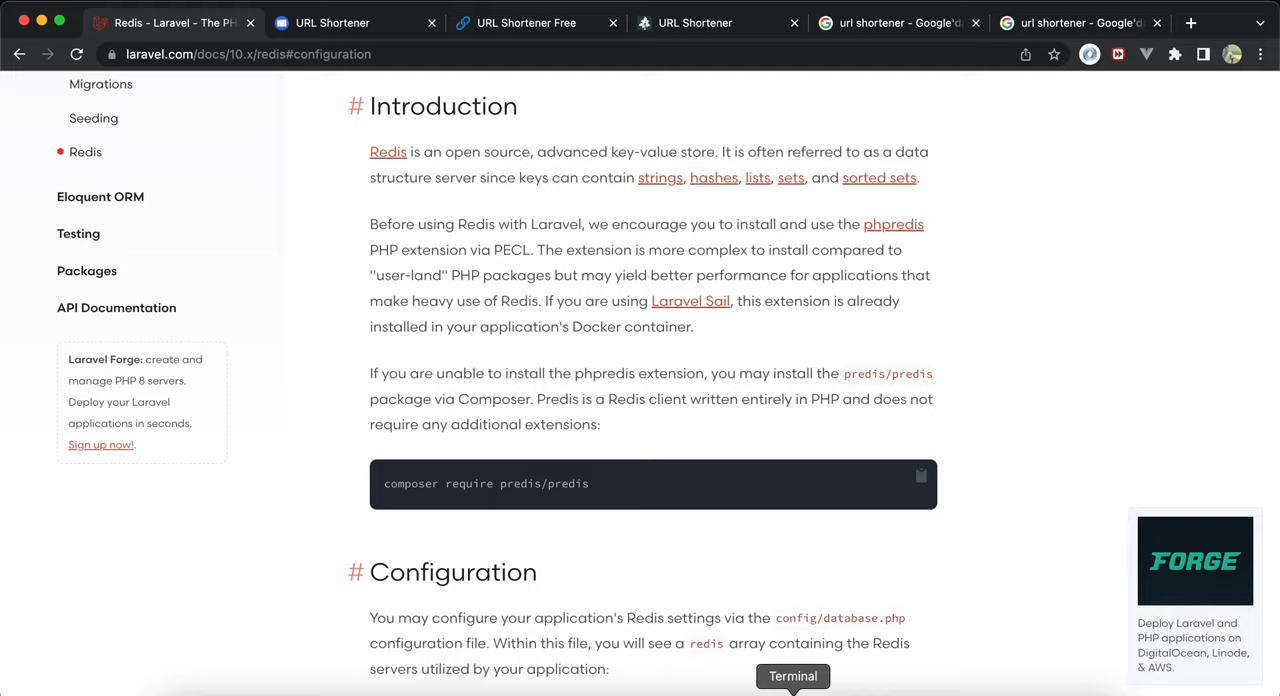 Redis - Laravel - The PH
URL Shortener
URL Shortener Free
URL Shortener
url shortener - Google'da
url shortener - Google'da
laravel.com/docs/10.x/redis#configuration
Migrations
Seeding
Redis
Eloquent ORM
Testing
Packages
API Documentation
Laravel Forge: create and
manage PHP 8 servers.
Deploy your Laravel
applications in seconds.
Sign up now!.
# Introduction
Redis is an open source, advanced key-value store. It is often referred to as a data
structure server since keys can contain strings, hashes, lists, sets, and sorted sets.
Before using Redis with Laravel, we encourage you to install and use the phpredis
PHP extension via PECL. The extension is more complex to install compared to
"user-land" PHP packages but may yield better performance for applications that
make heavy use of Redis. If you are using Laravel Sail, this extension is already
installed in your application's Docker container.
If you are unable to install the phpredis extension, you may install the predis/predis
package via Composer. Predis is a Redis client written entirely in PHP and does not
require any additional extensions:
composer require predis/predis
# Configuration
You may configure your application's Redis settings via the config/database.php
configuration file. Within this file, you will see a redis array containing the Redis
servers utilized by your application:
FORGE
Deploy Laravel and
PHP applications on
DigitalOcean, Linode,
& AWS.
Terminal